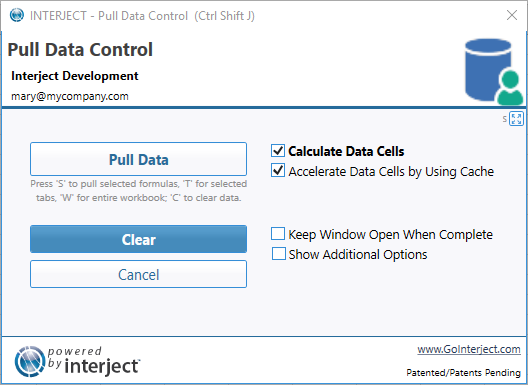 INTERJECT - Pull Data Control (Ctrl Shift J)
Pull Data Control
Interject Development
mary@mycompany.com
S
Pull Data
Press 'S' to pull selected formulas, 'T' for selected
tabs, 'W' for entire workbook; 'C' to clear data.
Clear
Cancel
Calculate Data Cells
Accelerate Data Cells by Using Cache
Keep Window Open When Complete
Show Additional Options
powered
by interject™
www.GoInterject.com
Patented/Patents Pending